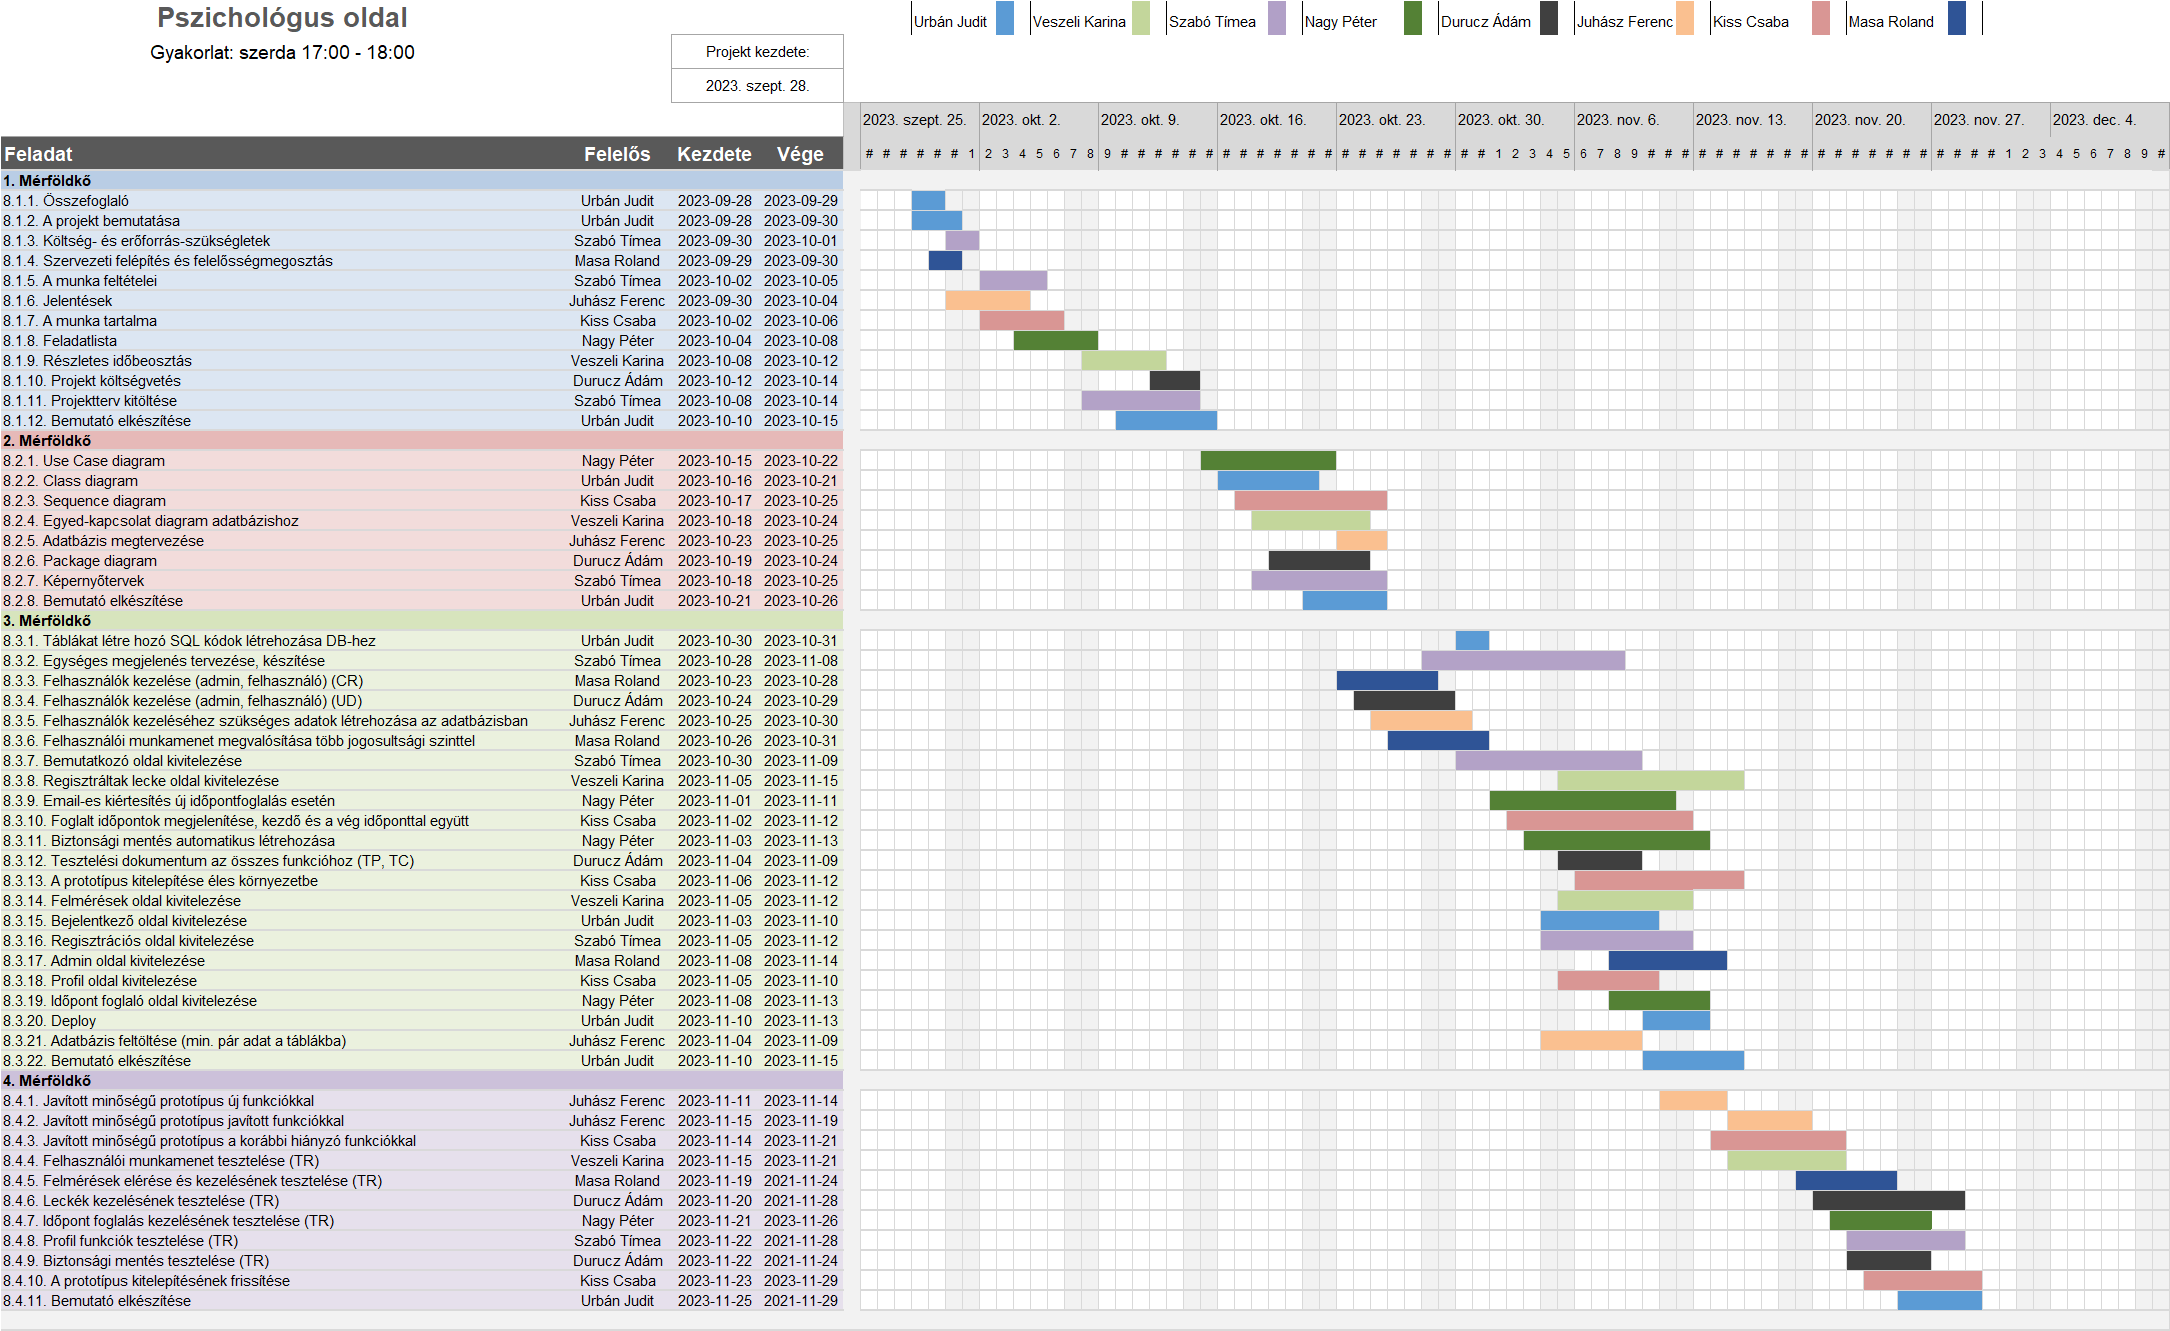 Pszichológus oldal
Urbán Judit Veszeli Karina Szabó Tímea Nagy Péter Durucz Ádám Juhász Ferenc Kiss Csaba Masa Roland
Gyakorlat: szerda 17:00 - 18:00
Projekt kezdete:
2023. szept. 28.
2023. szept. 25. 2023. okt. 2. 2023. okt. 9. 2023. okt. 16. 2023. okt. 23. 2023. okt. 30. 2023. nov. 6. 2023. nov. 13. 2023. nov. 20. 2023. nov. 27. 2023. dec. 4.
Feladat Felelős Kezdete Vége # # # # # # 1 2 3 4 5 6 7 8 9 # # # # # # # # # # # # # # # # # # # # # # 1 2 3 4 5 6 7 8 9 # # # # # # # # # # # # # # # # # # # # # 1 2 3 4 5 6 7 8 9 #
1. Mérföldkő
8.1.1. Összefoglaló Urbán Judit 2023-09-28 2023-09-29
8.1.2. A projekt bemutatása Urbán Judit 2023-09-28 2023-09-30
8.1.3. Költség- és erőforrás-szükségletek Szabó Tímea 2023-09-30 2023-10-01
8.1.4. Szervezeti felépítés és felelősségmegosztás Masa Roland 2023-09-29 2023-09-30
8.1.5. A munka feltételei Szabó Tímea 2023-10-02 2023-10-05
8.1.6. Jelentések Juhász Ferenc 2023-09-30 2023-10-04
8.1.7. A munka tartalma Kiss Csaba 2023-10-02 2023-10-06
8.1.8. Feladatlista Nagy Péter 2023-10-04 2023-10-08
8.1.9. Részletes időbeosztás Veszeli Karina 2023-10-08 2023-10-12
8.1.10. Projekt költségvetés Durucz Ádám 2023-10-12 2023-10-14
8.1.11. Projektterv kitöltése Szabó Tímea 2023-10-08 2023-10-14
8.1.12. Bemutató elkészítése Urbán Judit 2023-10-10 2023-10-15
2. Mérföldkő
8.2.1. Use Case diagram Nagy Péter 2023-10-15 2023-10-22
8.2.2. Class diagram Urbán Judit 2023-10-16 2023-10-21
8.2.3. Sequence diagram Kiss Csaba 2023-10-17 2023-10-25
8.2.4. Egyed-kapcsolat diagram adatbázishoz Veszeli Karina 2023-10-18 2023-10-24
8.2.5. Adatbázis megtervezése Juhász Ferenc 2023-10-23 2023-10-25
8.2.6. Package diagram Durucz Ádám 2023-10-19 2023-10-24
8.2.7. Képernyőtervek Szabó Tímea 2023-10-18 2023-10-25
8.2.8. Bemutató elkészítése Urbán Judit 2023-10-21 2023-10-26
3. Mérföldkő
8.3.1. Táblákat létre hozó SQL kódok létrehozása DB-hez Urbán Judit 2023-10-30 2023-10-31
8.3.2. Egységes megjelenés tervezése, készítése Szabó Tímea 2023-10-28 2023-11-08
8.3.3. Felhasználók kezelése (admin, felhasználó) (CR) Masa Roland 2023-10-23 2023-10-28
8.3.4. Felhasználók kezelése (admin, felhasználó) (UD) Durucz Ádám 2023-10-24 2023-10-29
8.3.5. Felhasználók kezeléséhez szükséges adatok létrehozása az adatbázisban Juhász Ferenc 2023-10-25 2023-10-30
8.3.6. Felhasználói munkamenet megvalósítása több jogosultsági szinttel Masa Roland 2023-10-26 2023-10-31
8.3.7. Bemutatkozó oldal kivitelezése Szabó Tímea 2023-10-30 2023-11-09
8.3.8. Regisztráltak lecke oldal kivitelezése Veszeli Karina 2023-11-05 2023-11-15
8.3.9. Email-es kiértesítés új időpontfoglalás esetén Nagy Péter 2023-11-01 2023-11-11
8.3.10. Foglalt időpontok megjelenítése, kezdő és a vég időponttal együtt Kiss Csaba 2023-11-02 2023-11-12
8.3.11. Biztonsági mentés automatikus létrehozása Nagy Péter 2023-11-03 2023-11-13
8.3.12. Tesztelési dokumentum az összes funkcióhoz (TP, TC) Durucz Ádám 2023-11-04 2023-11-09
8.3.13. A prototípus kitelepítése éles környezetbe Kiss Csaba 2023-11-06 2023-11-12
8.3.14. Felmérések oldal kivitelezése Veszeli Karina 2023-11-05 2023-11-12
8.3.15. Bejelentkező oldal kivitelezése Urbán Judit 2023-11-03 2023-11-10
8.3.16. Regisztrációs oldal kivitelezése Szabó Tímea 2023-11-05 2023-11-12
8.3.17. Admin oldal kivitelezése Masa Roland 2023-11-08 2023-11-14
8.3.18. Profil oldal kivitelezése Kiss Csaba 2023-11-05 2023-11-10
8.3.19. Időpont foglaló oldal kivitelezése Nagy Péter 2023-11-08 2023-11-13
8.3.20. Deploy Urbán Judit 2023-11-10 2023-11-13
8.3.21. Adatbázis feltöltése (min. pár adat a táblákba) Juhász Ferenc 2023-11-04 2023-11-09
8.3.22. Bemutató elkészítése Urbán Judit 2023-11-10 2023-11-15
4. Mérföldkő
8.4.1. Javított minőségű prototípus új funkciókkal Juhász Ferenc 2023-11-11 2023-11-14
8.4.2. Javított minőségű prototípus javított funkciókkal Juhász Ferenc 2023-11-15 2023-11-19
8.4.3. Javított minőségű prototípus a korábbi hiányzó funkciókkal Kiss Csaba 2023-11-14 2023-11-21
8.4.4. Felhasználói munkamenet tesztelése (TR) Veszeli Karina 2023-11-15 2023-11-21
8.4.5. Felmérések elérése és kezelésének tesztelése (TR) Masa Roland 2023-11-19 2021-11-24
8.4.6. Leckék kezelésének tesztelése (TR) Durucz Ádám 2023-11-20 2021-11-28
8.4.7. Időpont foglalás kezelésének tesztelése (TR) Nagy Péter 2023-11-21 2023-11-26
8.4.8. Profil funkciók tesztelése (TR) Szabó Tímea 2023-11-22 2021-11-28
8.4.9. Biztonsági mentés tesztelése (TR) Durucz Ádám 2023-11-22 2021-11-24
8.4.10. A prototípus kitelepítésének frissítése Kiss Csaba 2023-11-23 2023-11-29
8.4.11. Bemutató elkészítése Urbán Judit 2023-11-25 2021-11-29